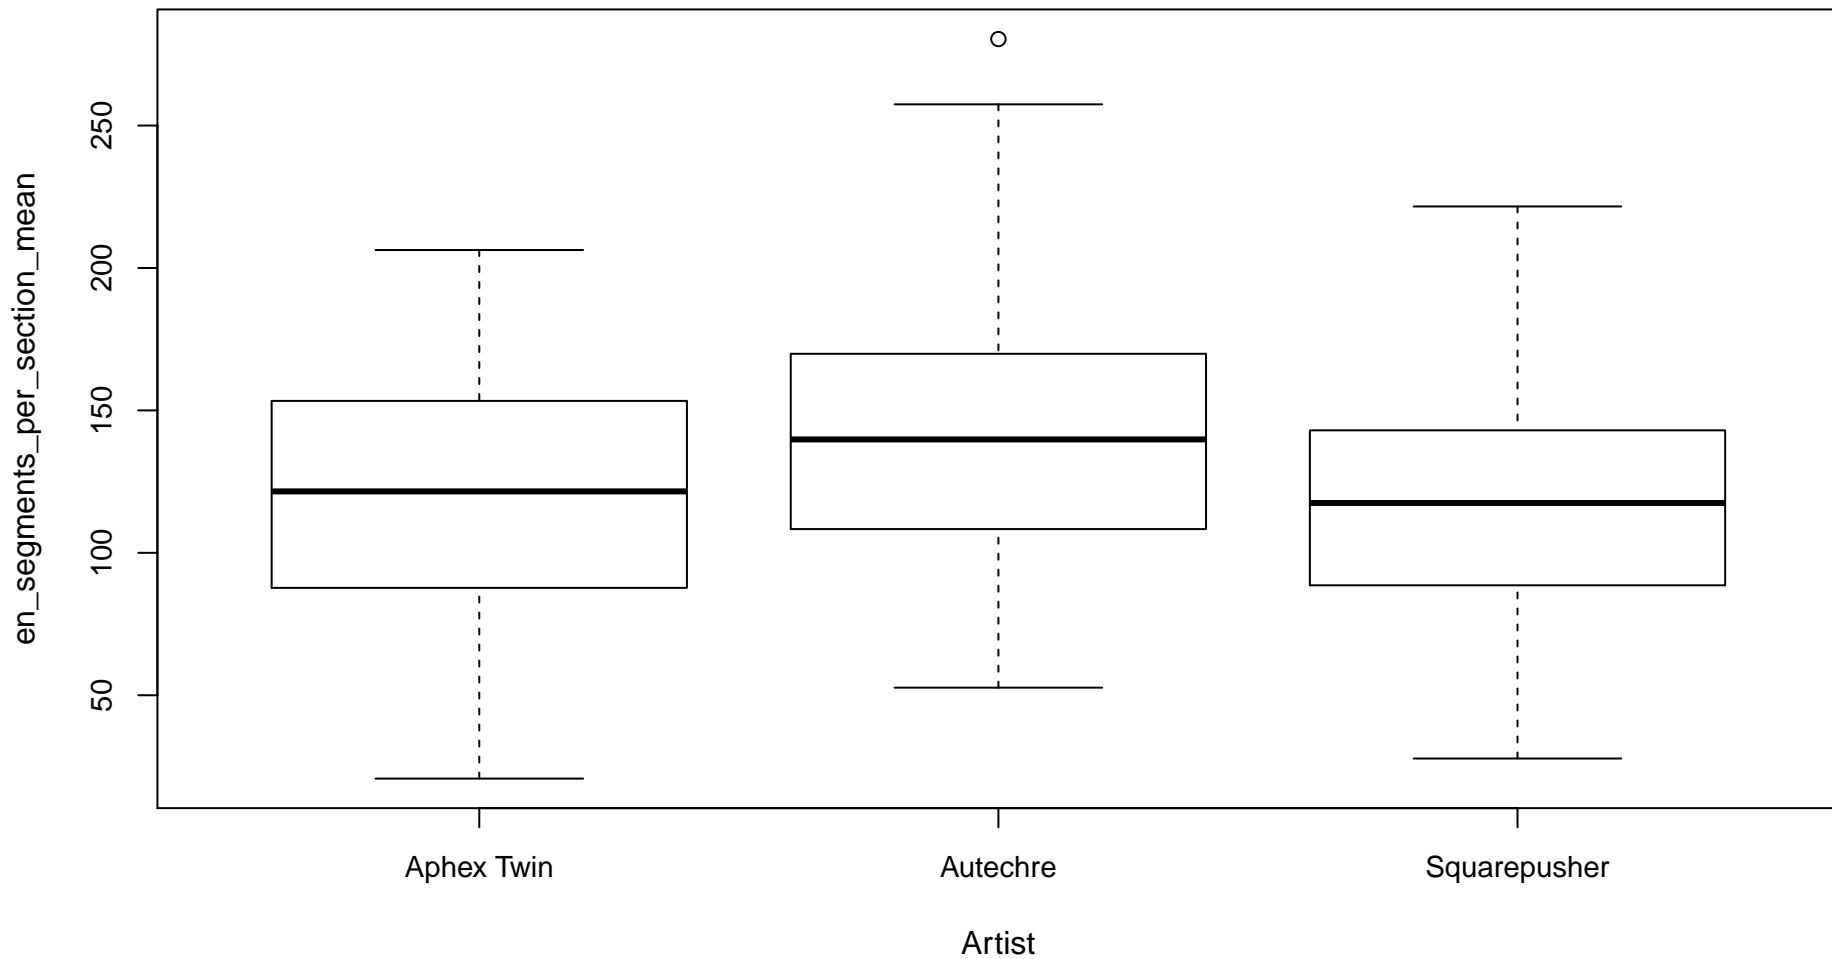 en_segments_per_section_mean
250
200
150
100
50
Aphex Twin
Autechre
Squarepusher
Artist